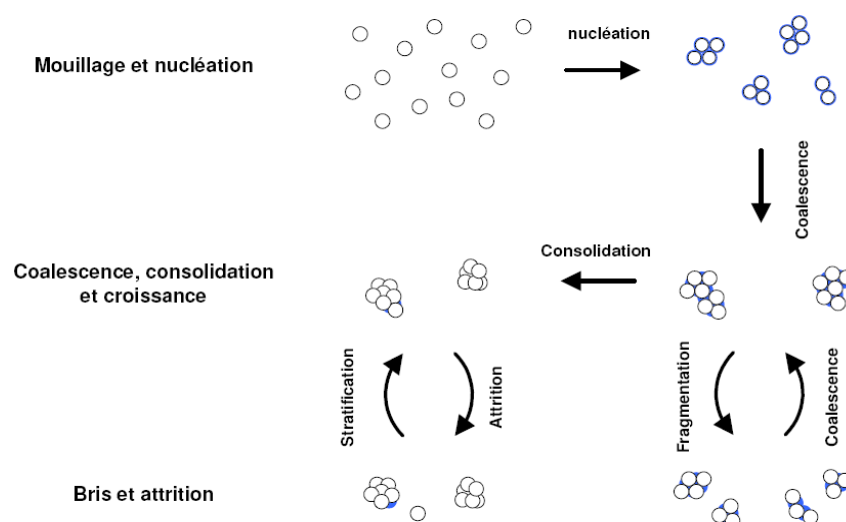 nucléation
Mouillage et nucléation
Coalescence
Consolidation
Coalescence, consolidation
et croissance
Stratification
Attrition
Fragmentation
Coalescence
Bris et attrition